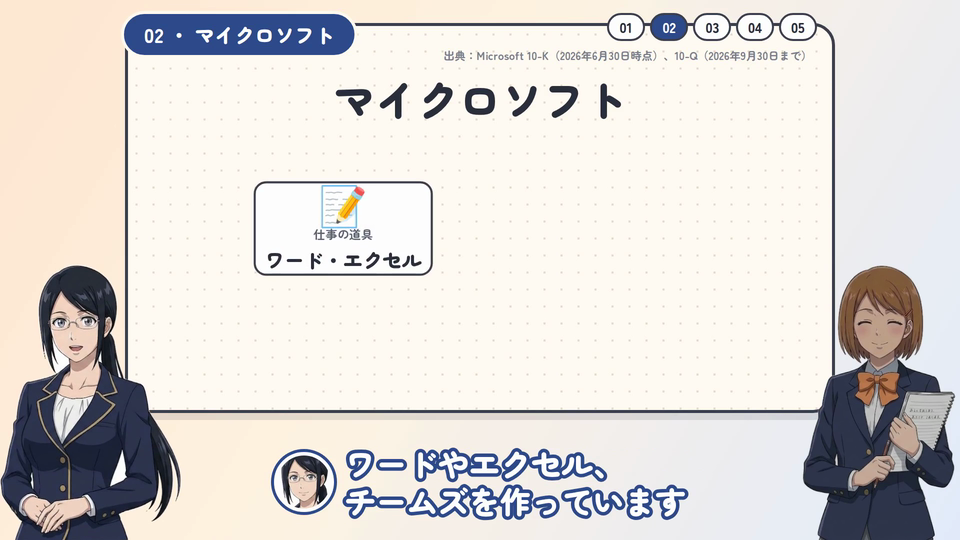 02 ・ マイクロソフト
01 02 03 04 05
出典：Microsoft 10-K（2026年6月30日時点）、10-Q（2026年9月30日まで）
マイクロソフト
仕事の道具
ワード・エクセル
ワードやエクセル、
チームズを作っています